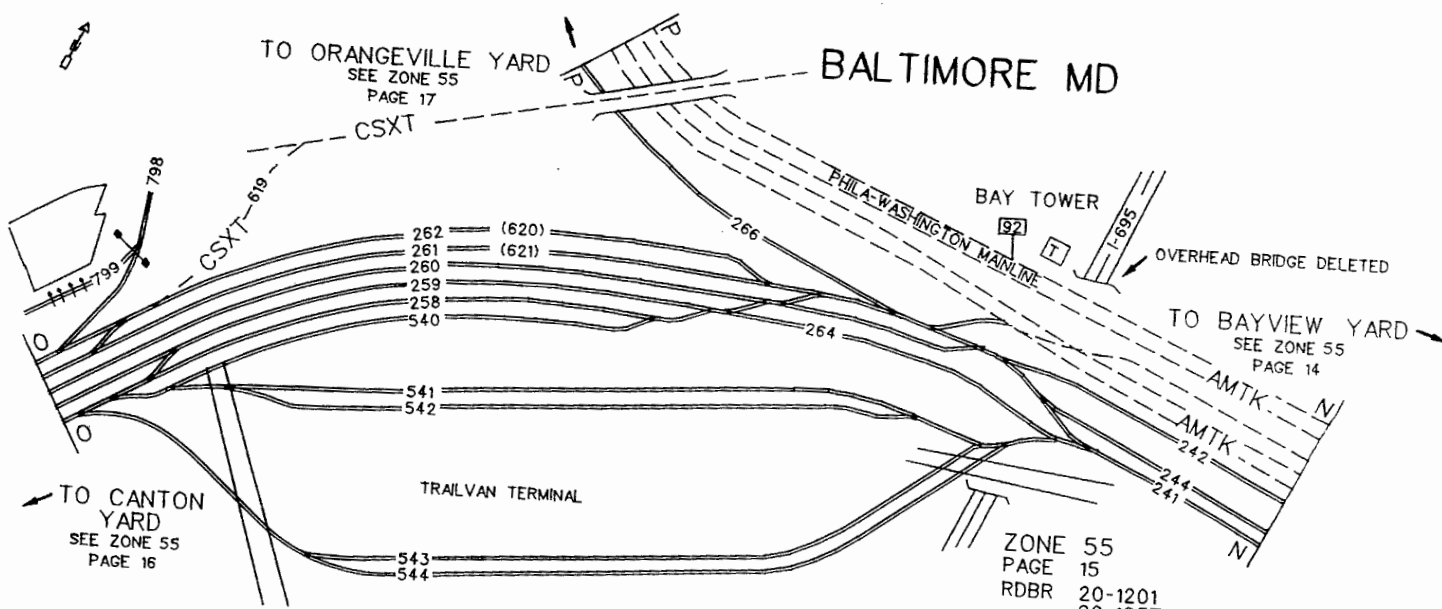 TO ORANGEVILLE YARD
SEE ZONE 55
PAGE 17
P
P
BALTIMORE MD
CSXT
798
619
CSXT
799
BAY TOWER
92
T
I-695
PHILA-WASHINGTON MAINLINE
OVERHEAD BRIDGE DELETED
262 (620)
261 (621)
260
259
258
540
266
264
TO BAYVIEW YARD
SEE ZONE 55
PAGE 14
O
O
541
542
AMTK
AMTK
N
242
244
241
N
TO CANTON
YARD
SEE ZONE 55
PAGE 16
TRAILVAN TERMINAL
543
544
ZONE 55
PAGE 15
RDBR 20-1201